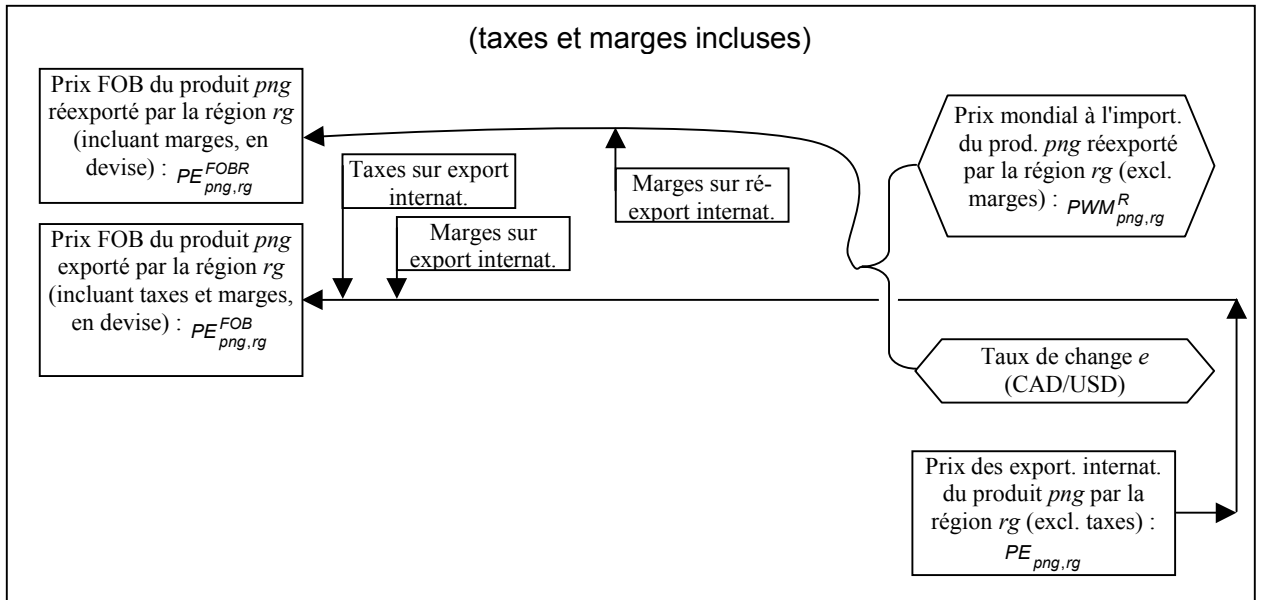 (taxes et marges incluses)
Prix FOB du produit png
réexporté par la région rg
(incluant marges, en
devise) : PE^{FOBR}_{png,rg}
Taxes sur export
internat.
Marges sur ré-
export internat.
Prix mondial à l'import.
du prod. png réexporté
par la région rg (excl.
marges) : PWM^{R}_{png,rg}
Prix FOB du produit png
exporté par la région rg
(incluant taxes et marges,
en devise) : PE^{FOB}_{png,rg}
Marges sur
export internat.
Taux de change e
(CAD/USD)
Prix des export. internat.
du produit png par la
région rg (excl. taxes) :
PE_{png,rg}